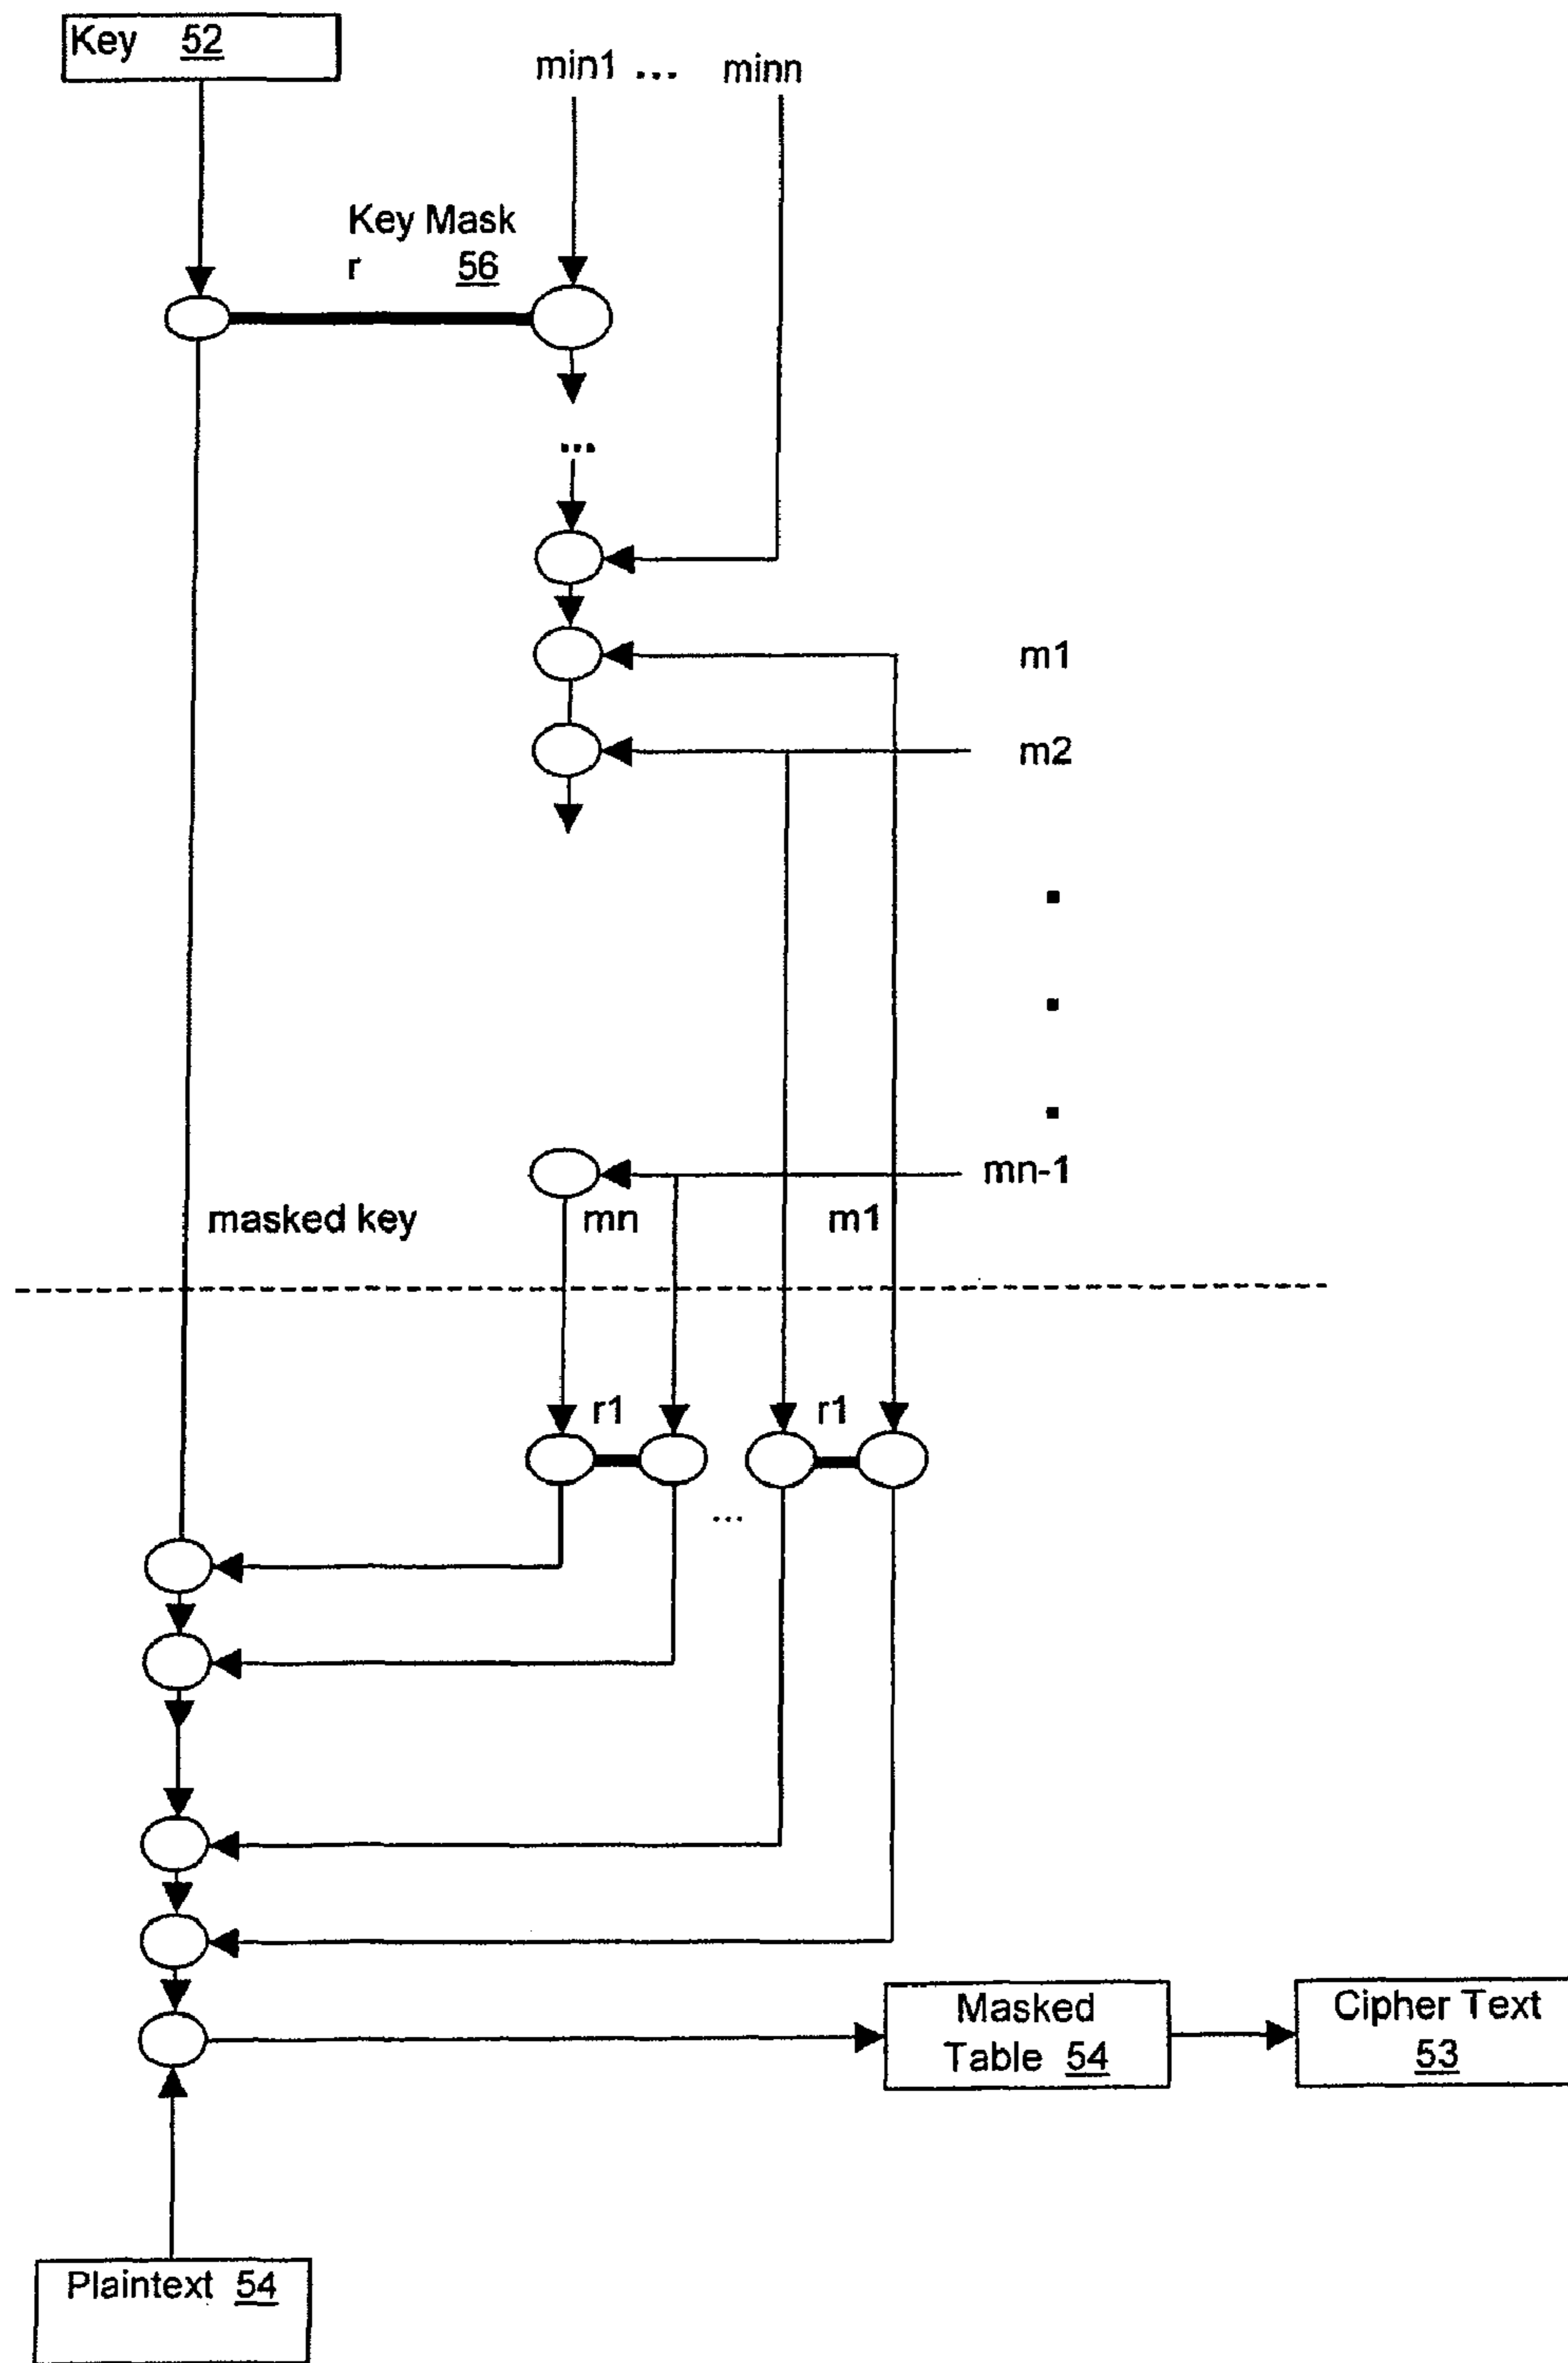 Key 52
min1 ... minn
Key Mask
r 56
...
m1
m2
mn-1
masked key
mn
m1
r1
r1
...
Masked
Table 54
Cipher Text
53
Plaintext 54